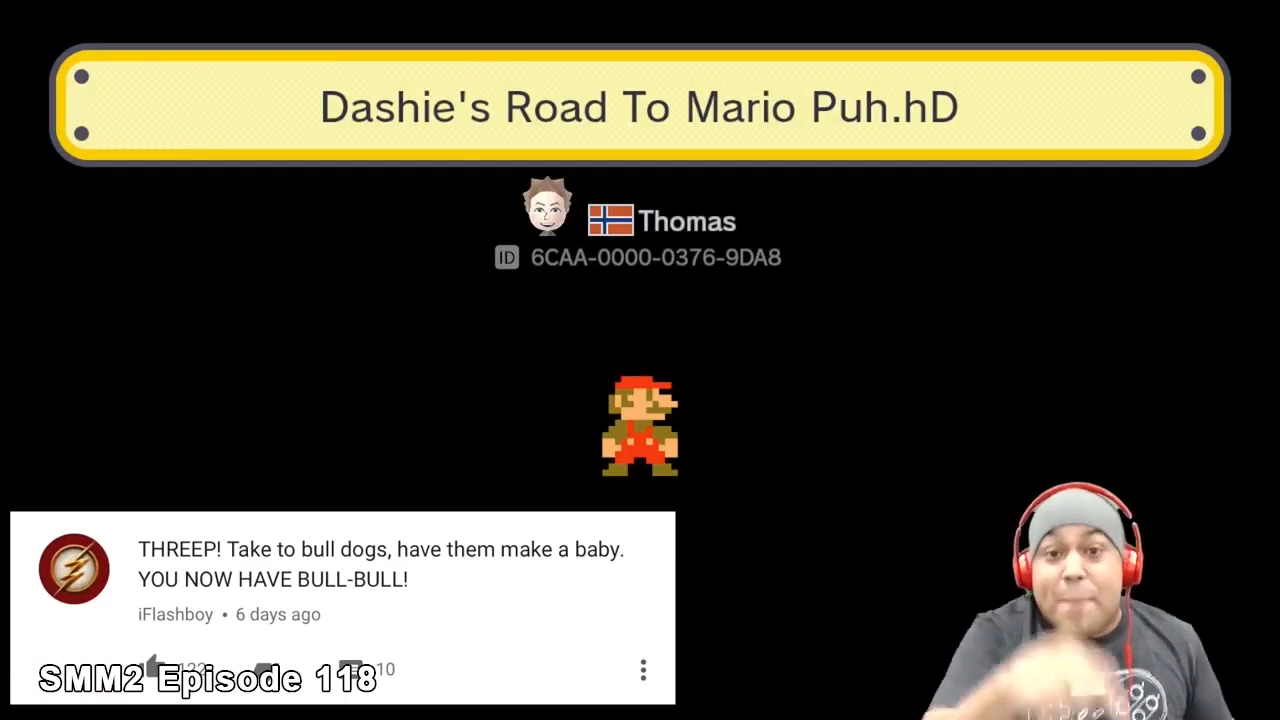 Dashie's Road To Mario Puh.hD
Thomas
ID 6CAA-0000-0376-9DA8
THREEP! Take to bull dogs, have them make a baby.
YOU NOW HAVE BULL-BULL!
iFlashboy • 6 days ago
10
SMM2 Episode 118